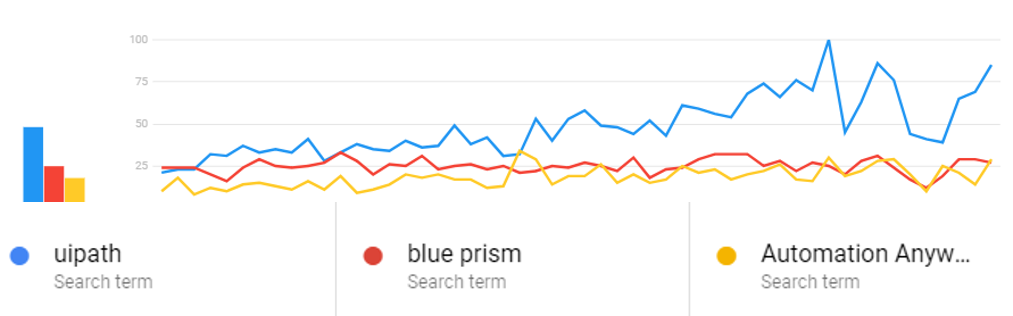 100
75
50
25
uipath
Search term
blue prism
Search term
Automation Anyw...
Search term